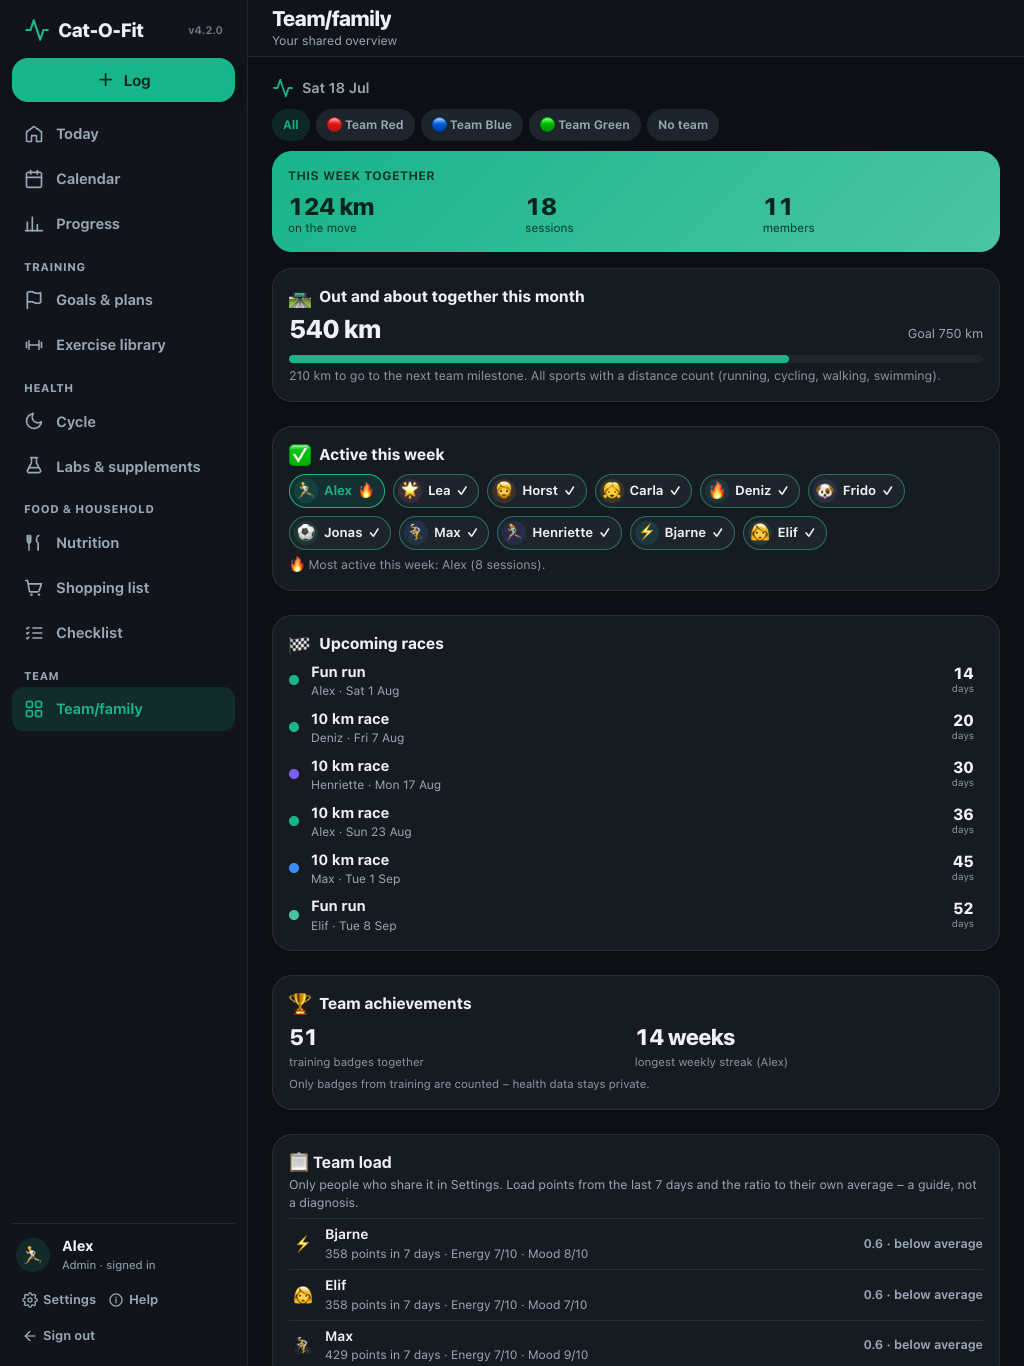 Cat-O-Fit
v4.2.0
Log
Today
Calendar
Progress
TRAINING
Goals & plans
Exercise library
HEALTH
Cycle
Labs & supplements
FOOD & HOUSEHOLD
Nutrition
Shopping list
Checklist
TEAM
Team/family
Alex
Admin · signed in
Settings
Help
Sign out
Team/family
Your shared overview
Sat 18 Jul
All
Team Red
Team Blue
Team Green
No team
THIS WEEK TOGETHER
124 km
on the move
18
sessions
11
members
Out and about together this month
540 km
Goal 750 km
210 km to go to the next team milestone. All sports with a distance count (running, cycling, walking, swimming).
Active this week
Alex
Lea ✓
Horst ✓
Carla ✓
Deniz ✓
Frido ✓
Jonas ✓
Max ✓
Henriette ✓
Bjarne ✓
Elif ✓
Most active this week: Alex (8 sessions).
Upcoming races
Fun run
Alex · Sat 1 Aug
14
days
10 km race
Deniz · Fri 7 Aug
20
days
10 km race
Henriette · Mon 17 Aug
30
days
10 km race
Alex · Sun 23 Aug
36
days
10 km race
Max · Tue 1 Sep
45
days
Fun run
Elif · Tue 8 Sep
52
days
Team achievements
51
training badges together
14 weeks
longest weekly streak (Alex)
Only badges from training are counted – health data stays private.
Team load
Only people who share it in Settings. Load points from the last 7 days and the ratio to their own average – a guide, not
a diagnosis.
Bjarne
358 points in 7 days · Energy 7/10 · Mood 8/10
0.6 · below average
Elif
358 points in 7 days · Energy 7/10 · Mood 7/10
0.6 · below average
Max
429 points in 7 days · Energy 7/10 · Mood 9/10
0.6 · below average